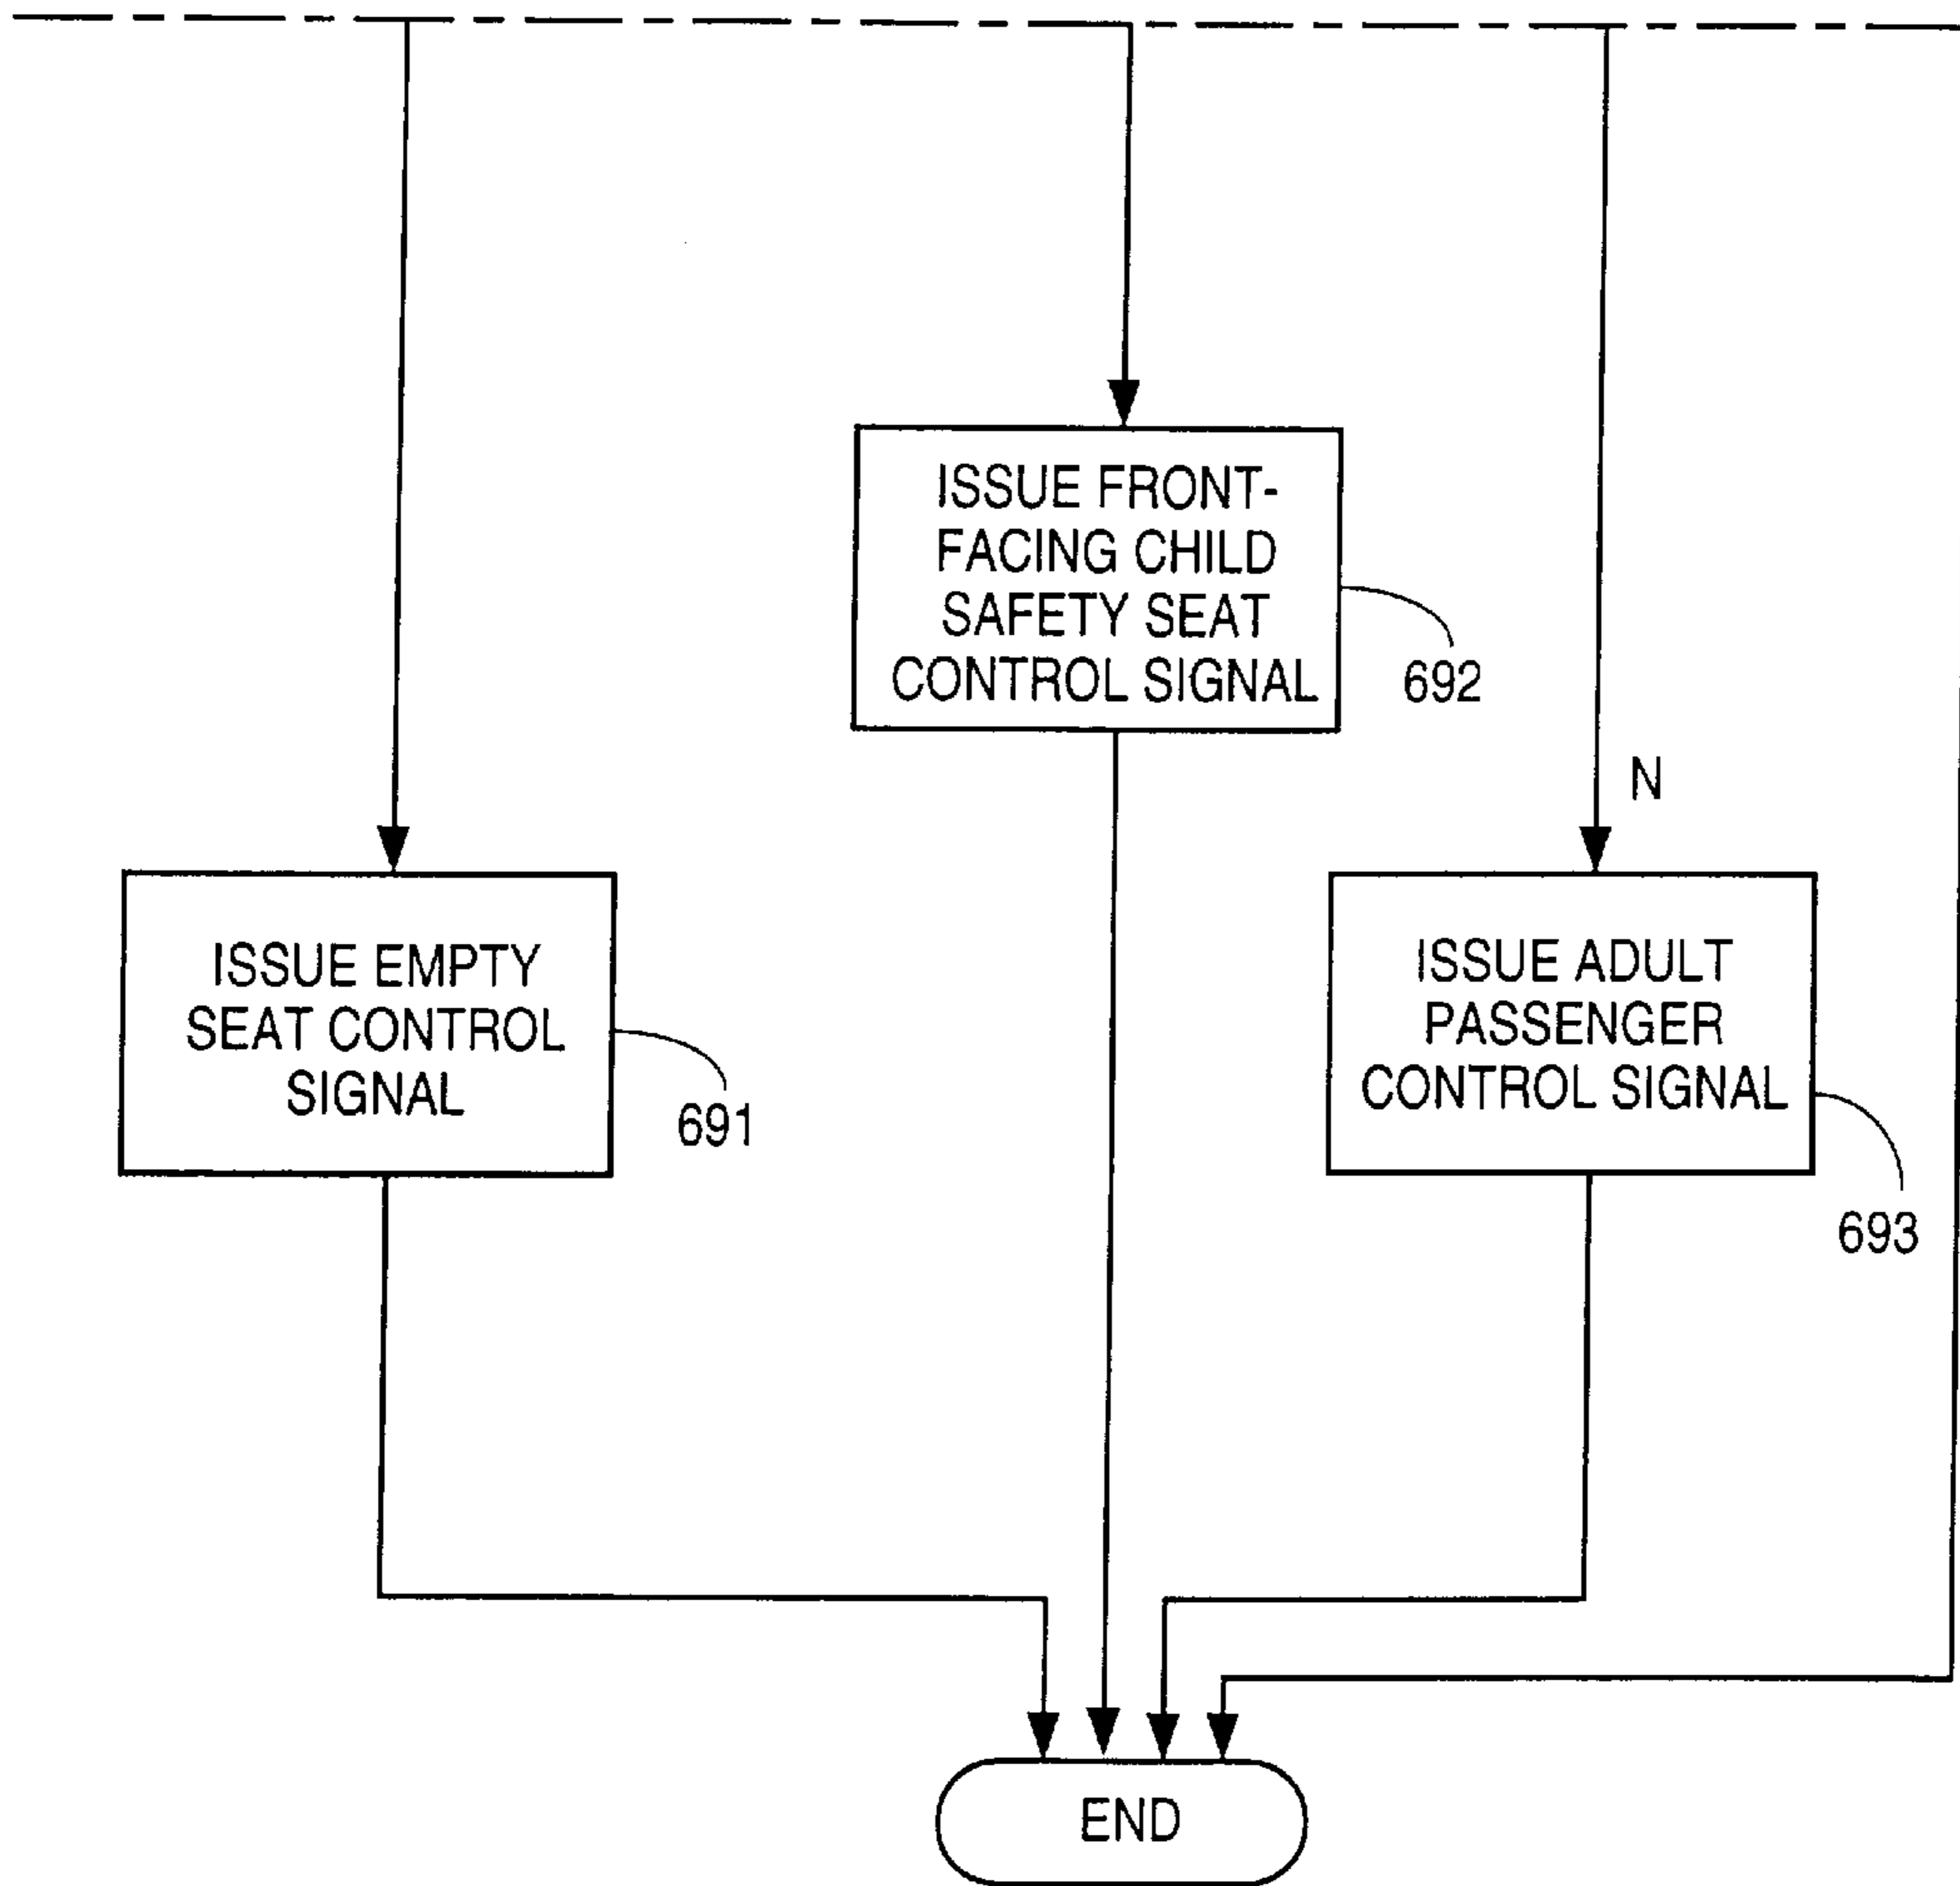 ISSUE FRONT-
FACING CHILD
SAFETY SEAT
CONTROL SIGNAL
692
N
ISSUE EMPTY
SEAT CONTROL
SIGNAL
691
ISSUE ADULT
PASSENGER
CONTROL SIGNAL
693
END